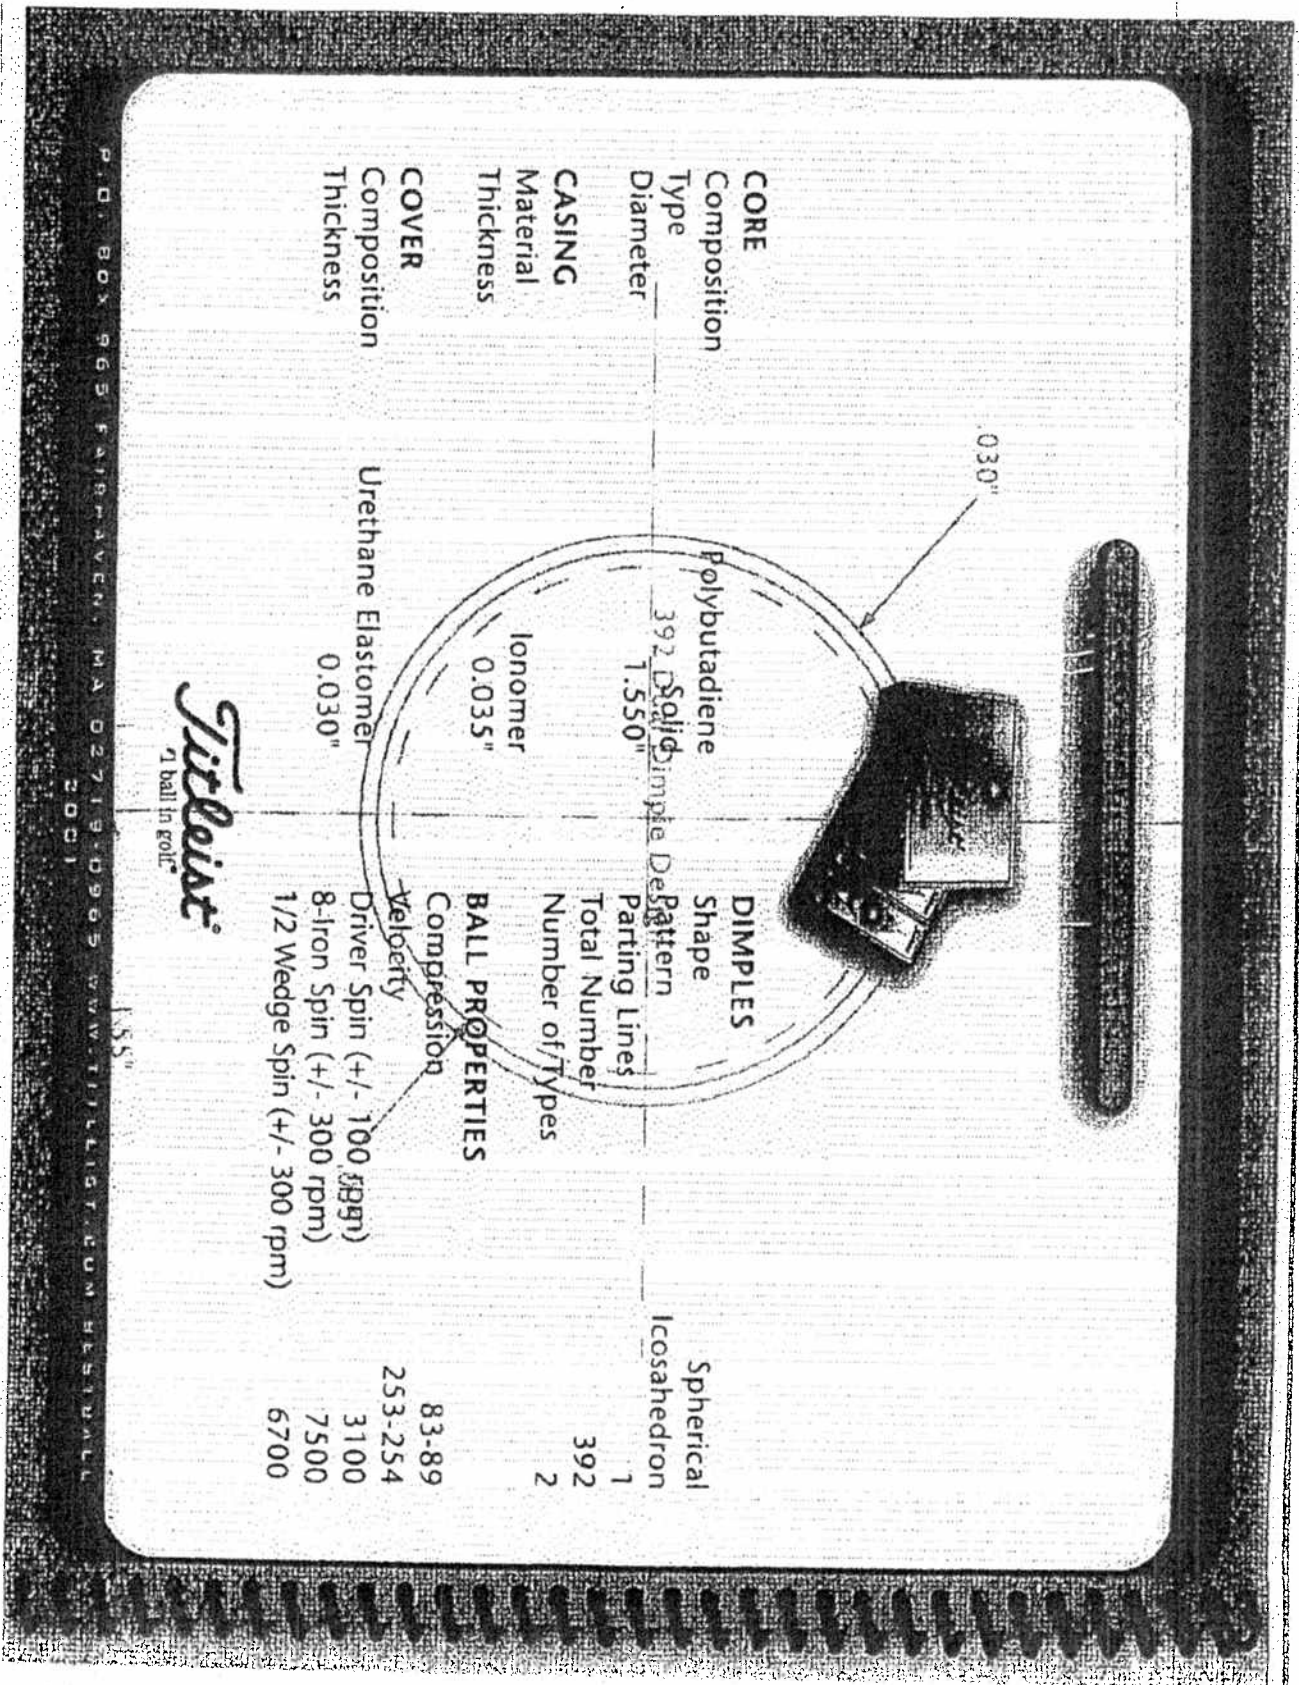 .030"
CORE
Composition Polybutadiene
Type Solid
Diameter 1.550"
CASING
Material Ionomer
Thickness 0.035"
COVER
Composition Urethane Elastomer
Thickness 0.030"
392 Dimple
DIMPLES
Shape Spherical
Pattern Icosahedron
Parting Lines 1
Total Number 392
Number of Types 2
BALL PROPERTIES
Compression 83-89
Velocity 253-254
Driver Spin (+/- 100 rpm) 3100
8-Iron Spin (+/- 300 rpm) 7500
1/2 Wedge Spin (+/- 300 rpm) 6700
Titleist
#1 ball in golf
P.O. BOX 965 FAIRHAVEN, MA 02719-0965 WWW.TITLEIST.COM
2001